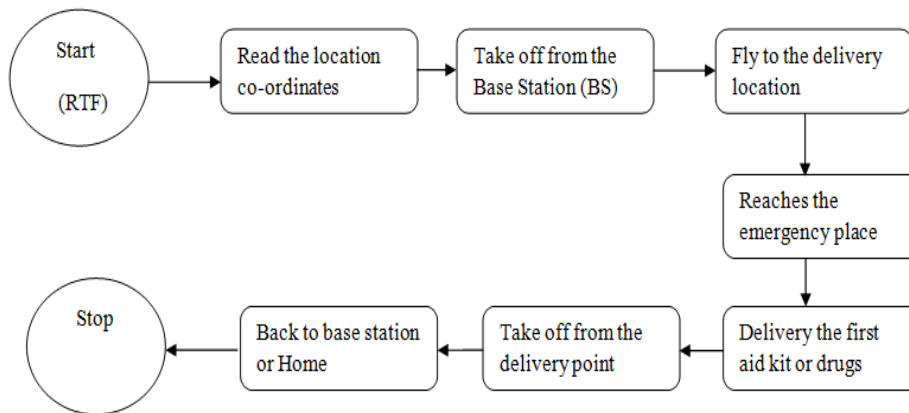 Start
(RTF)
Read the location
co-ordinates
Take off from the
Base Station (BS)
Fly to the delivery
location
Reaches the
emergency place
Delivery the first
aid kit or drugs
Take off from the
delivery point
Back to base station
or Home
Stop